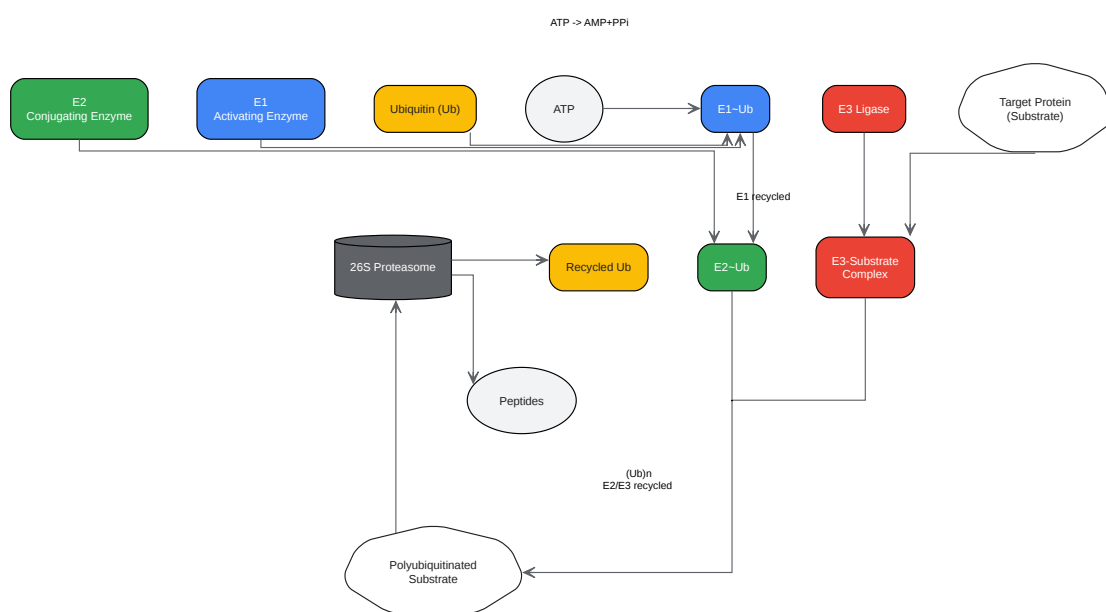 ATP -> AMP+PPi
E2
Conjugating Enzyme
E1
Activating Enzyme
Ubiquitin (Ub)
ATP
E1~Ub
E3 Ligase
Target Protein
(Substrate)
E1 recycled
26S Proteasome
Recycled Ub
E2~Ub
E3-Substrate
Complex
Peptides
(Ub)n
E2/E3 recycled
Polyubiquitinated
Substrate